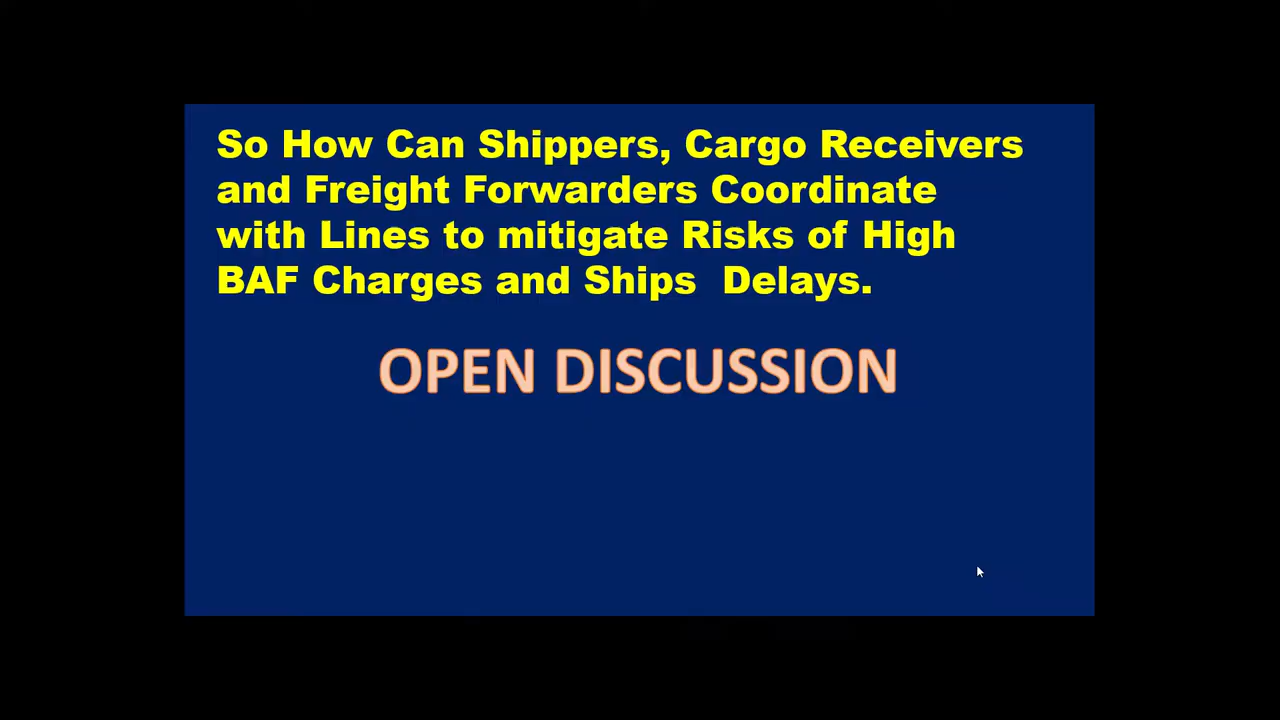 So How Can Shippers, Cargo Receivers
and Freight Forwarders Coordinate
with Lines to mitigate Risks of High
BAF Charges and Ships  Delays.
OPEN DISCUSSION